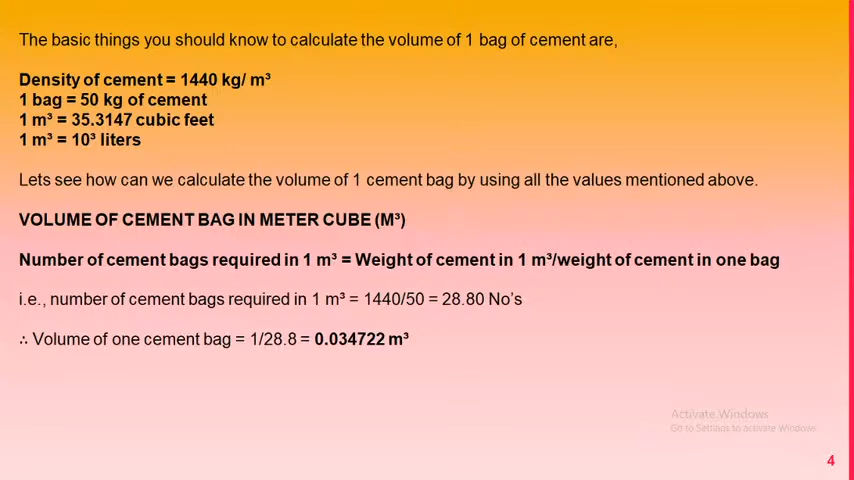 The basic things you should know to calculate the volume of 1 bag of cement are,
Density of cement = 1440 kg/ m³
1 bag = 50 kg of cement
1 m³ = 35.3147 cubic feet
1 m³ = 10³ liters
Lets see how can we calculate the volume of 1 cement bag by using all the values mentioned above.
VOLUME OF CEMENT BAG IN METER CUBE (M³)
Number of cement bags required in 1 m³ = Weight of cement in 1 m³/weight of cement in one bag
i.e., number of cement bags required in 1 m³ = 1440/50 = 28.80 No’s
∴ Volume of one cement bag = 1/28.8 = 0.034722 m³
Activate Windows
Go to Settings to activate Windows
4